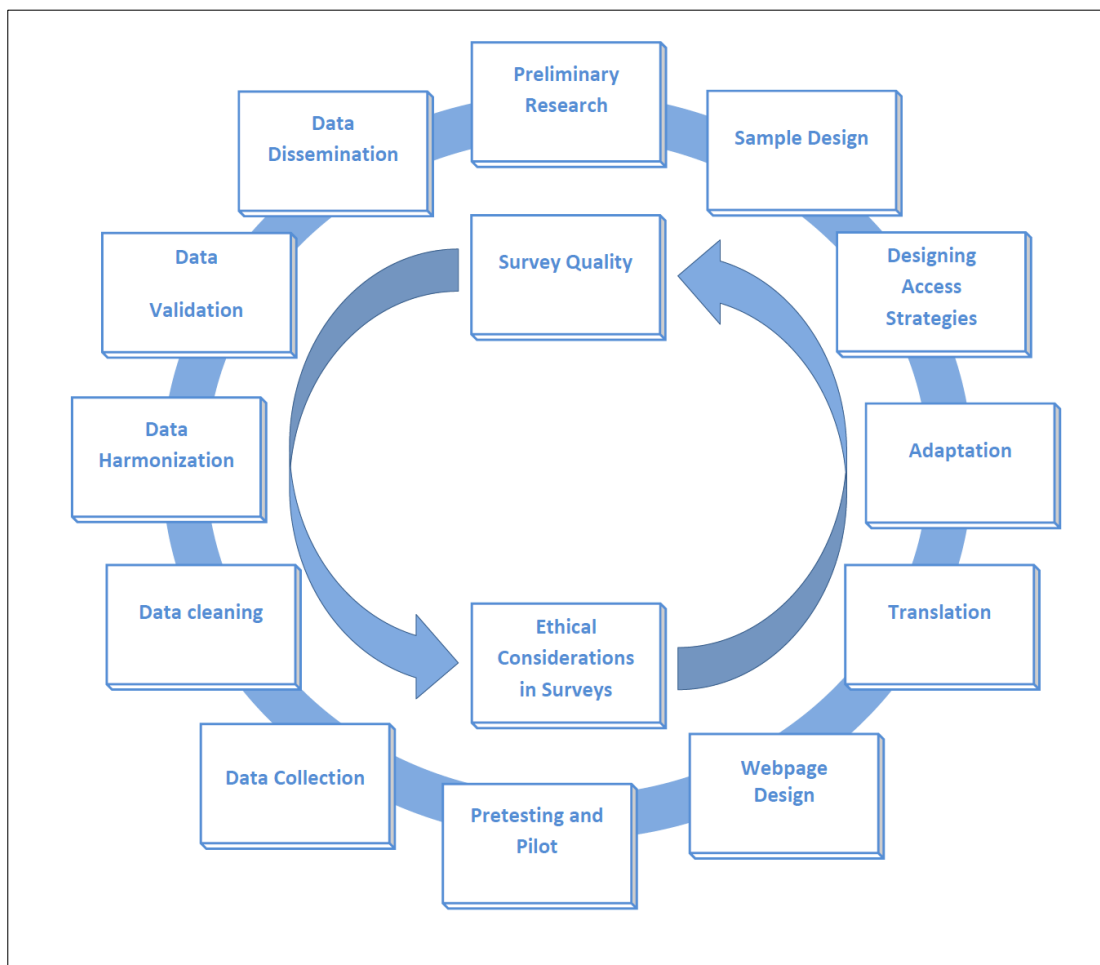 Preliminary
Research
Sample Design
Designing
Access
Strategies
Adaptation
Translation
Webpage
Design
Pretesting and
Pilot
Data Collection
Data cleaning
Data
Harmonization
Data
Validation
Data
Dissemination
Survey Quality
Ethical
Considerations
in Surveys